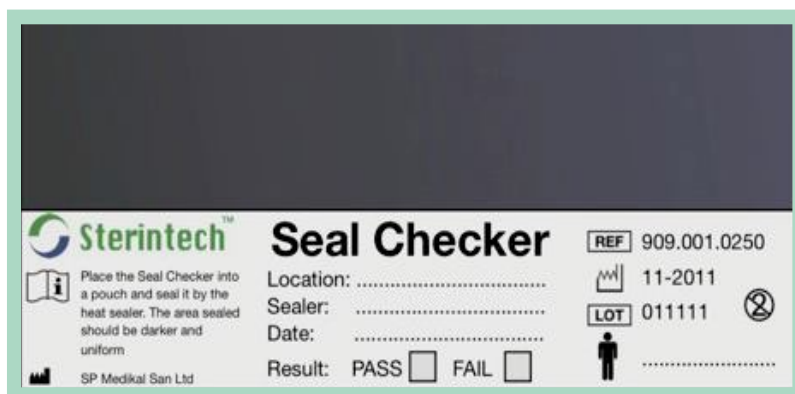 Sterintech™
Place the Seal Checker into
a pouch and seal it by the
heat sealer. The area sealed
should be darker and
uniform
SP Medikal San Ltd
Seal Checker
Location: ................................
Sealer: ................................
Date: ................................
Result: PASS FAIL
REF 909.001.0250
11-2011
LOT 011111
2
.......................